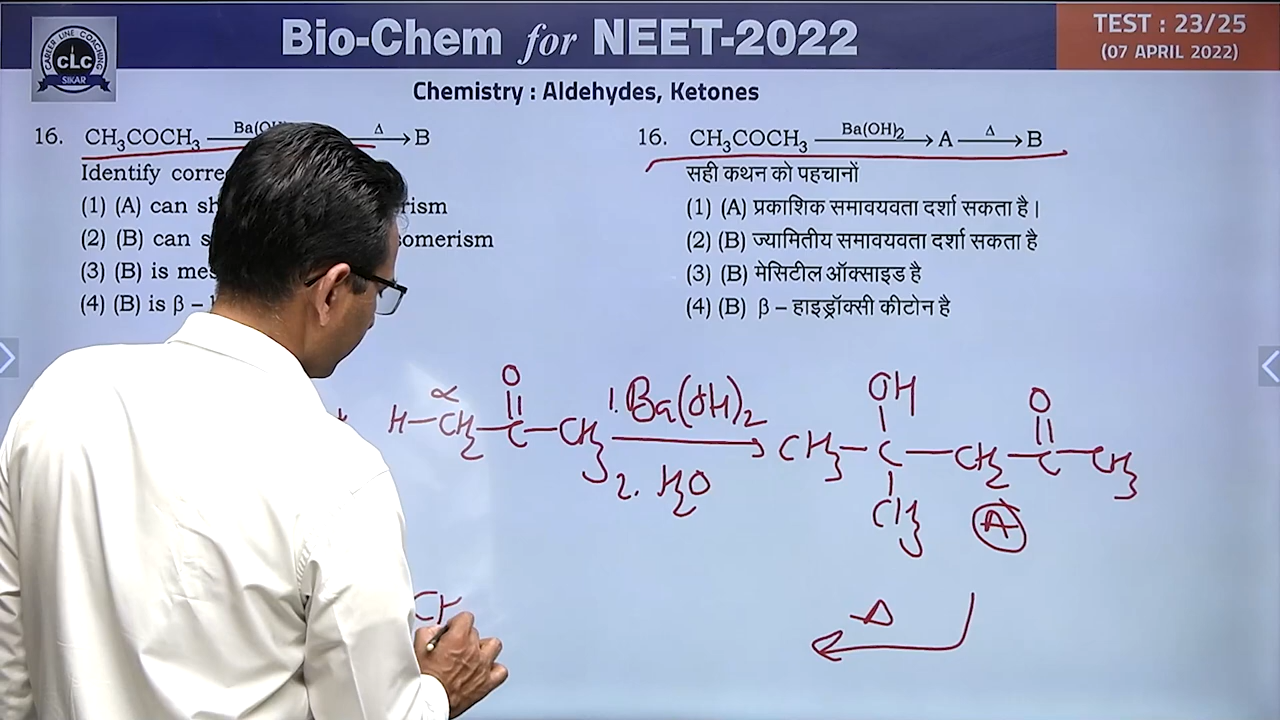 CAREER LINE COACHING
CLC
SIKAR
Bio-Chem for NEET-2022
TEST : 23/25
(07 APRIL 2022)
Chemistry : Aldehydes, Ketones
16. CH₃COCH₃ Ba(OH Δ → B
Identify corre
(1) (A) can sh rism
(2) (B) can s somerism
(3) (B) is mes
(4) (B) is β –
16. CH₃COCH₃ —Ba(OH)₂→ A —Δ→ B
सही कथन को पहचानों
(1) (A) प्रकाशिक समावयवता दर्शा सकता है।
(2) (B) ज्यामितीय समावयवता दर्शा सकता है
(3) (B) मेसिटील ऑक्साइड है
(4) (B) β – हाइड्रॉक्सी कीटोन है
α O 1. Ba(OH)₂ OH O
H–CH₂–C–CH₃ → CH₃–C–CH₂–C–CH₃
2. H₂O CH₃ A
CH Δ